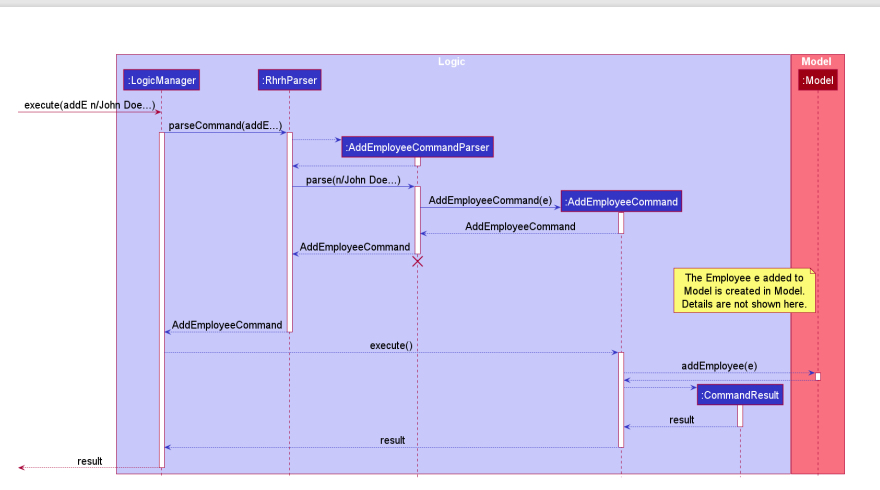 Logic
Model
:LogicManager
:RhrhParser
:Model
execute(addE n/John Doe...)
parseCommand(addE...)
:AddEmployeeCommandParser
parse(n/John Doe...)
AddEmployeeCommand(e)
:AddEmployeeCommand
AddEmployeeCommand
AddEmployeeCommand
The Employee e added to
Model is created in Model.
Details are not shown here.
AddEmployeeCommand
execute()
addEmployee(e)
:CommandResult
result
result
result